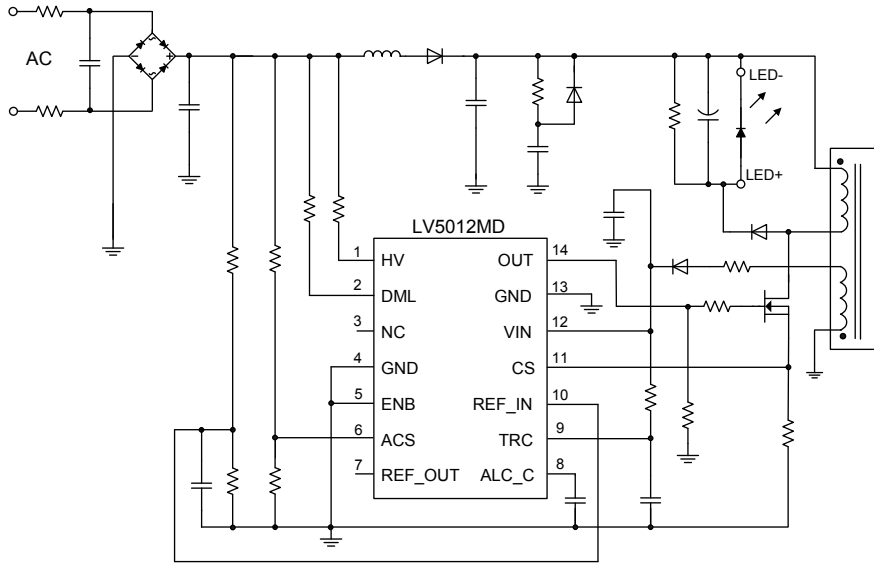 AC
LED-
LED+
LV5012MD
1 HV OUT 14
2 DML GND 13
3 NC VIN 12
4 GND CS 11
5 ENB REF_IN 10
6 ACS TRC 9
7 REF_OUT ALC_C 8